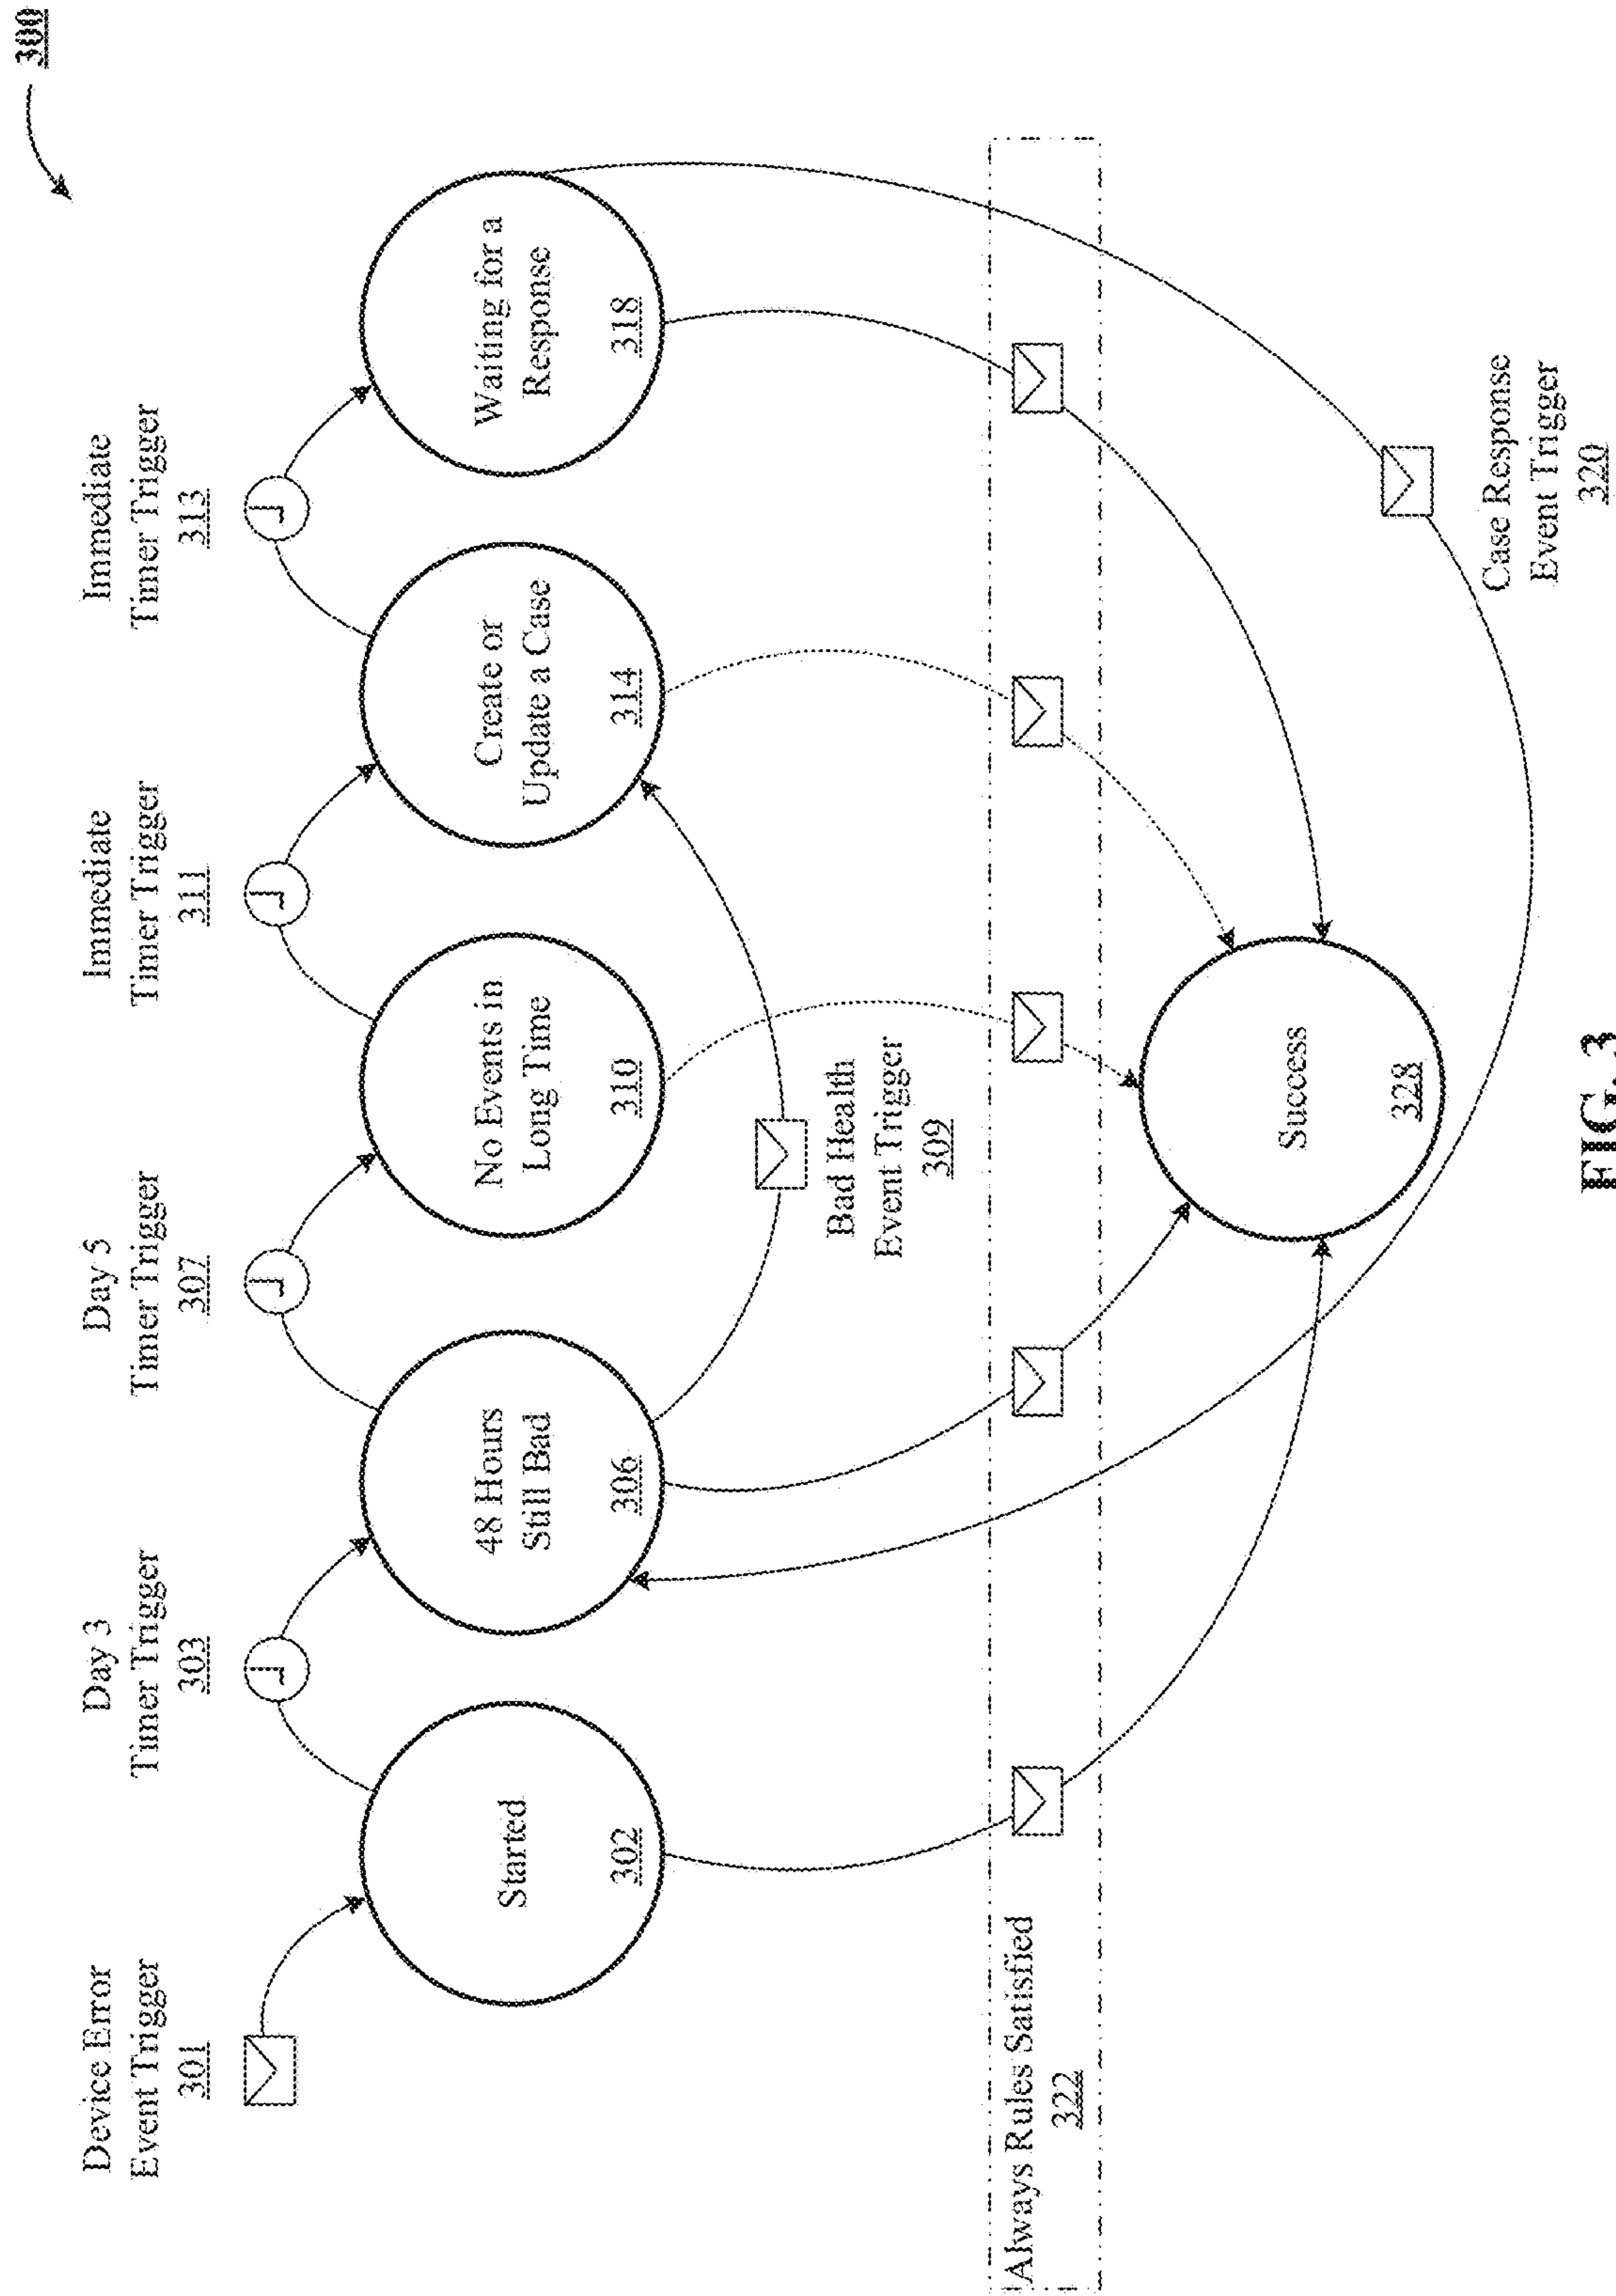 300
Device Error
Event Trigger
301
Day 3
Timer Trigger
303
Day 5
Timer Trigger
307
Immediate
Timer Trigger
311
Immediate
Timer Trigger
313
Started
302
48 Hours
Still Bad
306
No Events in
Long Time
310
Create or
Update a Case
314
Waiting for a
Response
318
Bad Health
Event Trigger
309
Always Rules Satisfied
322
Success
328
Case Response
Event Trigger
320
FIG. 3